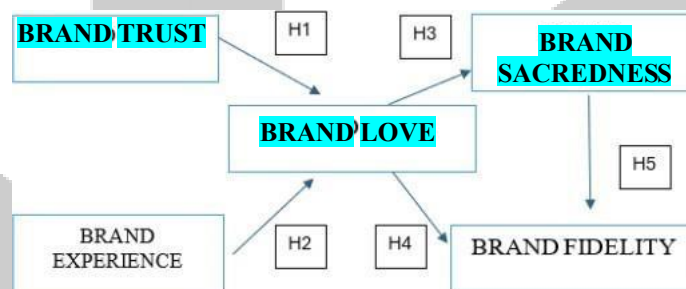 BRAND TRUST
H1
H3
BRAND
SACREDNESS
BRAND LOVE
H5
BRAND
EXPERIENCE
H2
H4
BRAND FIDELITY